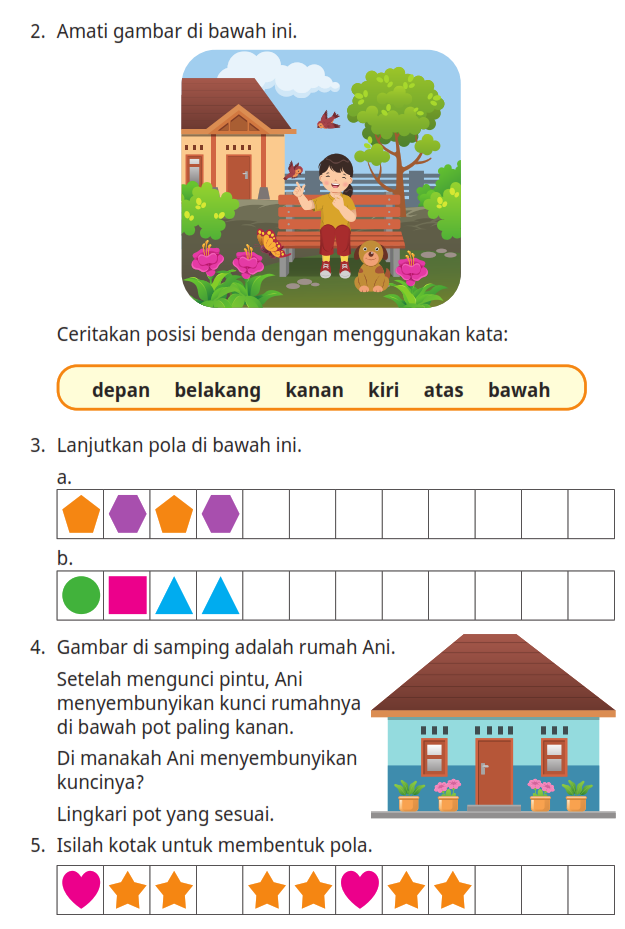 2. Amati gambar di bawah ini.
Ceritakan posisi benda dengan menggunakan kata:
depan belakang kanan kiri atas bawah
3. Lanjutkan pola di bawah ini.
a.
b.
4. Gambar di samping adalah rumah Ani.
Setelah mengunci pintu, Ani
menyembunyikan kunci rumahnya
di bawah pot paling kanan.
Di manakah Ani menyembunyikan
kuncinya?
Lingkari pot yang sesuai.
5. Isilah kotak untuk membentuk pola.